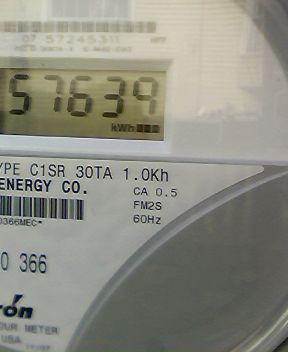 07 57245311
57639
kWh
YPE C1SR 30TA 1.0Kh
ENERGY CO.
CA 0.5
FM2S
60Hz
0366MEC*
0 366
ron
OUR METER
USA